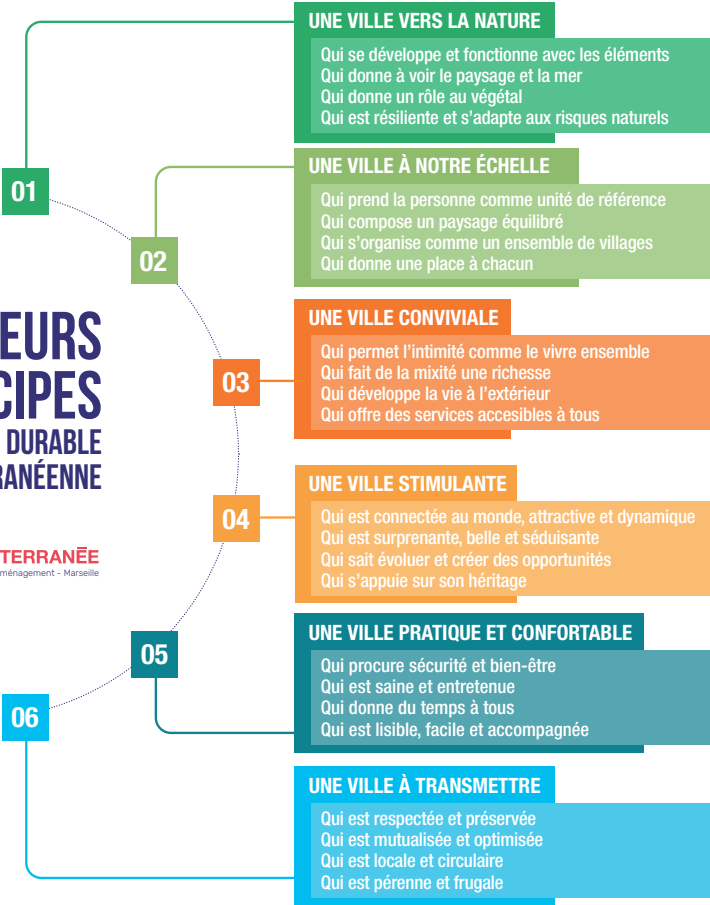 UNE VILLE VERS LA NATURE
Qui se développe et fonctionne avec les éléments
Qui donne à voir le paysage et la mer
Qui donne un rôle au végétal
Qui est résiliente et s’adapte aux risques naturels
01
UNE VILLE À NOTRE ÉCHELLE
Qui prend la personne comme unité de référence
Qui compose un paysage équilibré
Qui s’organise comme un ensemble de villages
Qui donne une place à chacun
02
EURS
CIPES
DURABLE
RANÉENNE
TERRANĒE
ménagement - Marseille
UNE VILLE CONVIVIALE
Qui permet l’intimité comme le vivre ensemble
Qui fait de la mixité une richesse
Qui développe la vie à l’extérieur
Qui offre des services accesibles à tous
03
UNE VILLE STIMULANTE
Qui est connectée au monde, attractive et dynamique
Qui est surprenante, belle et séduisante
Qui sait évoluer et créer des opportunités
Qui s’appuie sur son héritage
04
UNE VILLE PRATIQUE ET CONFORTABLE
Qui procure sécurité et bien-être
Qui est saine et entretenue
Qui donne du temps à tous
Qui est lisible, facile et accompagnée
05
UNE VILLE À TRANSMETTRE
Qui est respectée et préservée
Qui est mutualisée et optimisée
Qui est locale et circulaire
Qui est pérenne et frugale
06